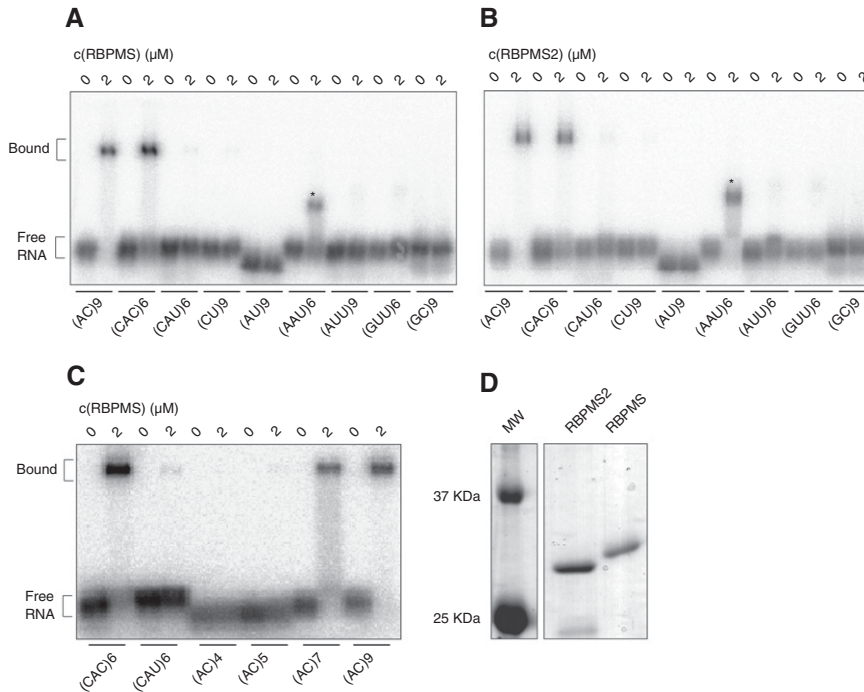 A
c(RBPMS) (µM)
0 2 0 2 0 2 0 2 0 2 0 2 0 2 0 2 0 2
Bound
*
Free
RNA
(AC)9 (CAC)6 (CAU)6 (CU)9 (AU)9 (AAU)6 (AUU)9 (GUU)6 (GC)9
B
c(RBPMS2) (µM)
0 2 0 2 0 2 0 2 0 2 0 2 0 2 0 2 0 2
*
(AC)9 (CAC)6 (CAU)6 (CU)9 (AU)9 (AAU)6 (AUU)6 (GUU)6 (GC)9
C
c(RBPMS) (µM)
0 2 0 2 0 2 0 2 0 2 0 2
Bound
Free
RNA
(CAC)6 (CAU)6 (AC)4 (AC)5 (AC)7 (AC)9
D
MW RBPMS2 RBPMS
37 KDa
25 KDa